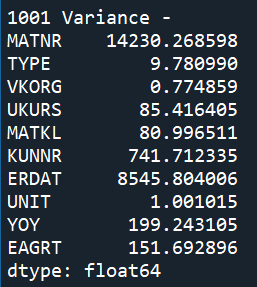 1001 Variance -
MATNR 14230.268598
TYPE 9.780990
VKORG 0.774859
UKURS 85.416405
MATKL 80.996511
KUNNR 741.712335
ERDAT 8545.804006
UNIT 1.001015
YOY 199.243105
EAGRT 151.692896
dtype: float64